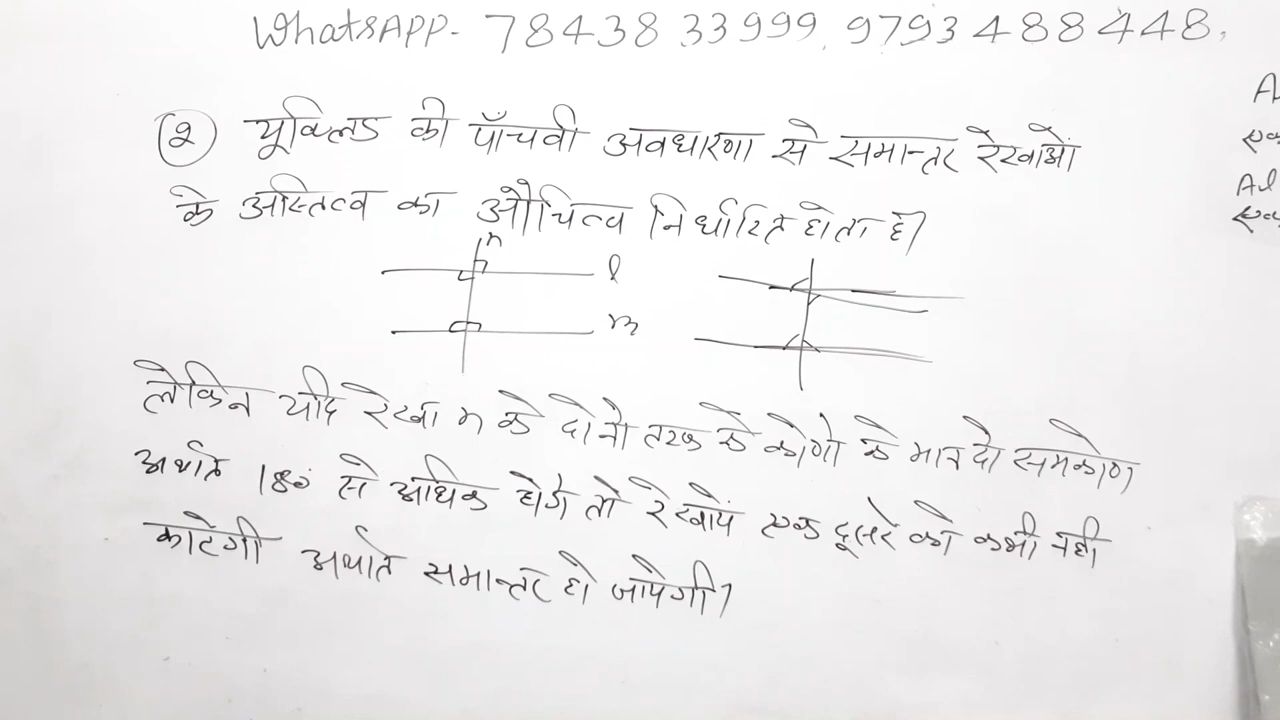 WhatsAPP- 78438 33999, 9793488448,
(2) यूक्लिड की पाँचवी अवधारणा से समान्तर रेखाओं
के अस्तित्व का औचित्य निर्धारित होता है।
n
l
m
लेकिन यदि रेखा n के दोनो तरफ के कोणो के मान दो समकोण
अर्थात 180 से अधिक होगे तो रेखायें एक दूसरे को कभी नही
काटेगी अर्थात समान्तर हो जायेगी।